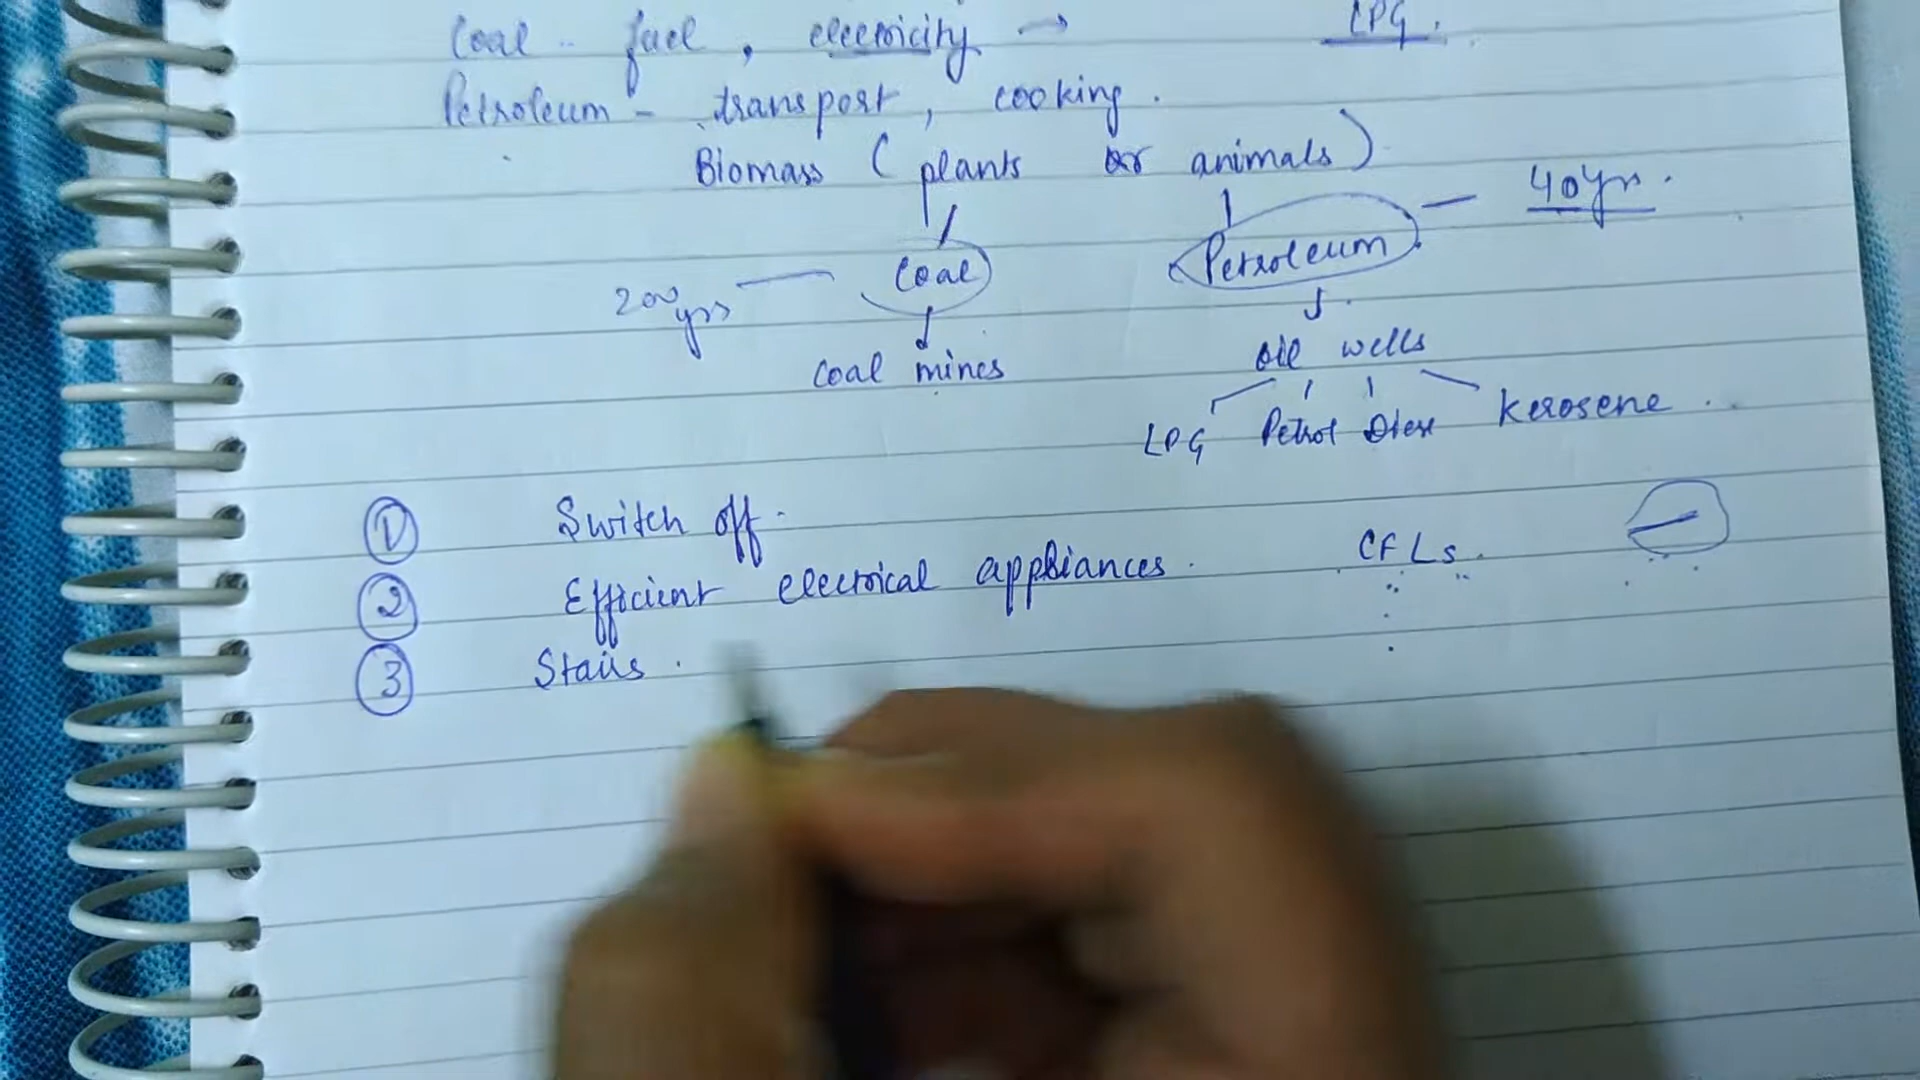 Coal - fuel, electricity → LPG.
Petroleum - transport, cooking.
Biomass (plants or animals)
Petroleum — 40 yrs.
200 yrs — Coal
Coal mines
Oil wells
LPG Petrol Diesel Kerosene
① Switch off.
② Efficient electrical appliances. CFLs.
③ Stairs.